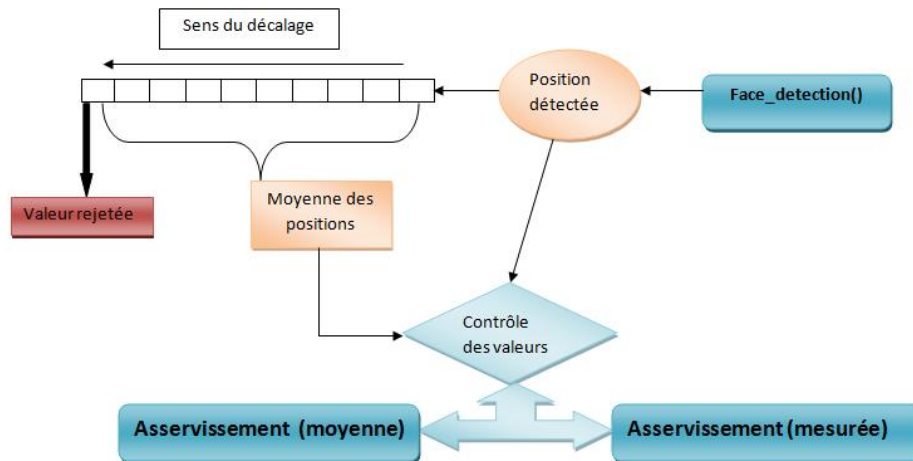 Sens du décalage
Position
détectée
Face_detection()
Valeur rejetée
Moyenne des
positions
Contrôle
des valeurs
Asservissement (moyenne)
Asservissement (mesurée)